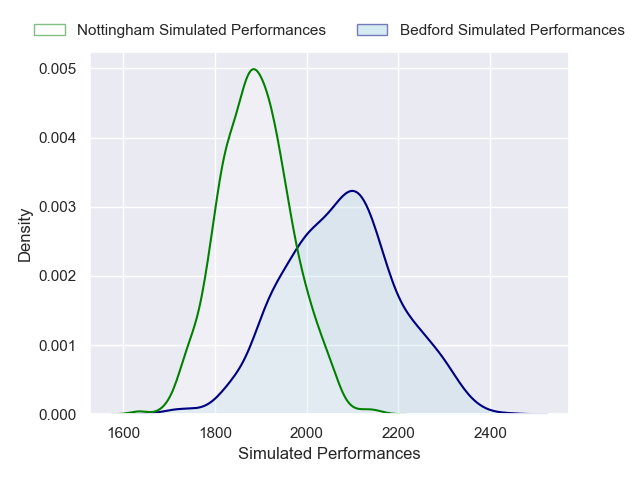 Nottingham Simulated Performances
Bedford Simulated Performances
0.005
0.004
0.003
0.002
0.001
0.000
Density
1600
1800
2000
2200
2400
Simulated Performances